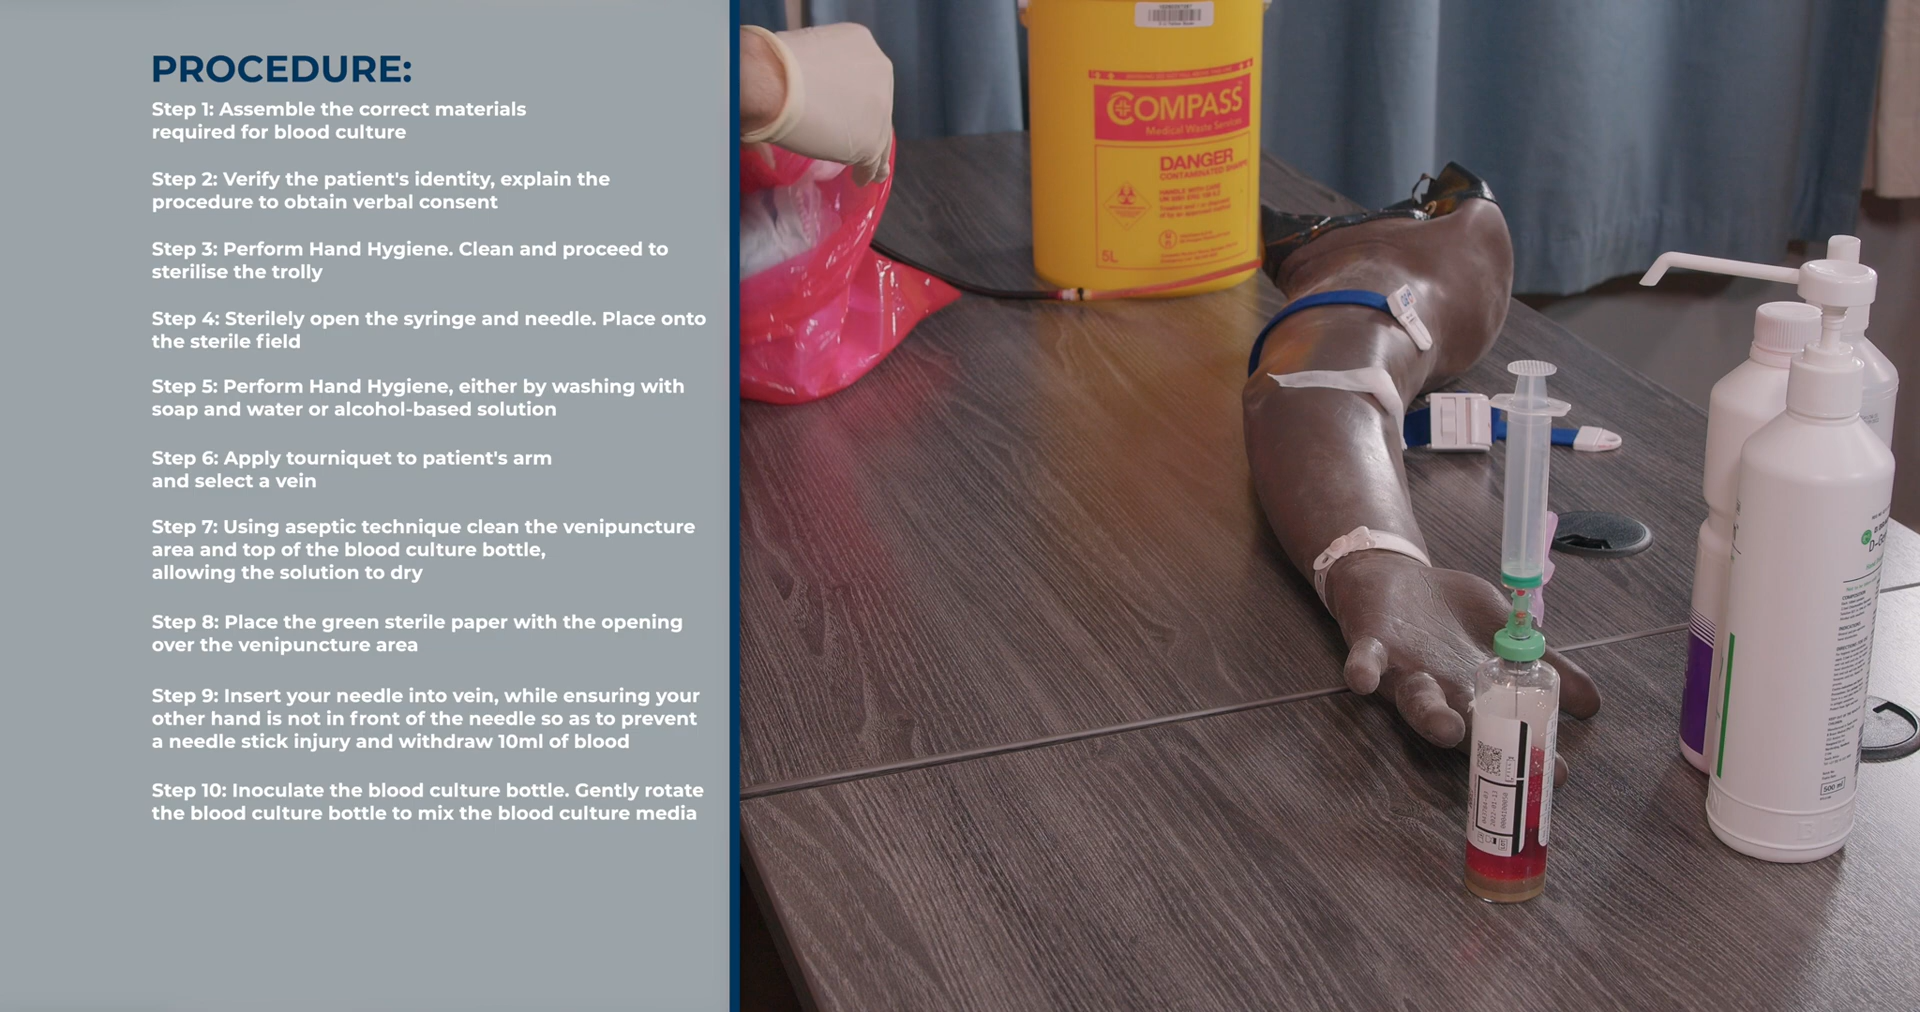 PROCEDURE:
Step 1: Assemble the correct materials
required for blood culture
Step 2: Verify the patient's identity, explain the
procedure to obtain verbal consent
Step 3: Perform Hand Hygiene. Clean and proceed to
sterilise the trolly
Step 4: Sterilely open the syringe and needle. Place onto
the sterile field
Step 5: Perform Hand Hygiene, either by washing with
soap and water or alcohol-based solution
Step 6: Apply tourniquet to patient's arm
and select a vein
Step 7: Using aseptic technique clean the venipuncture
area and top of the blood culture bottle,
allowing the solution to dry
Step 8: Place the green sterile paper with the opening
over the venipuncture area
Step 9: Insert your needle into vein, while ensuring your
other hand is not in front of the needle so as to prevent
a needle stick injury and withdraw 10ml of blood
Step 10: Inoculate the blood culture bottle. Gently rotate
the blood culture bottle to mix the blood culture media
COMPASS
Medical Waste Services
DANGER
CONTAMINATED SHARPS
HANDLE WITH CARE
5L
500 ml